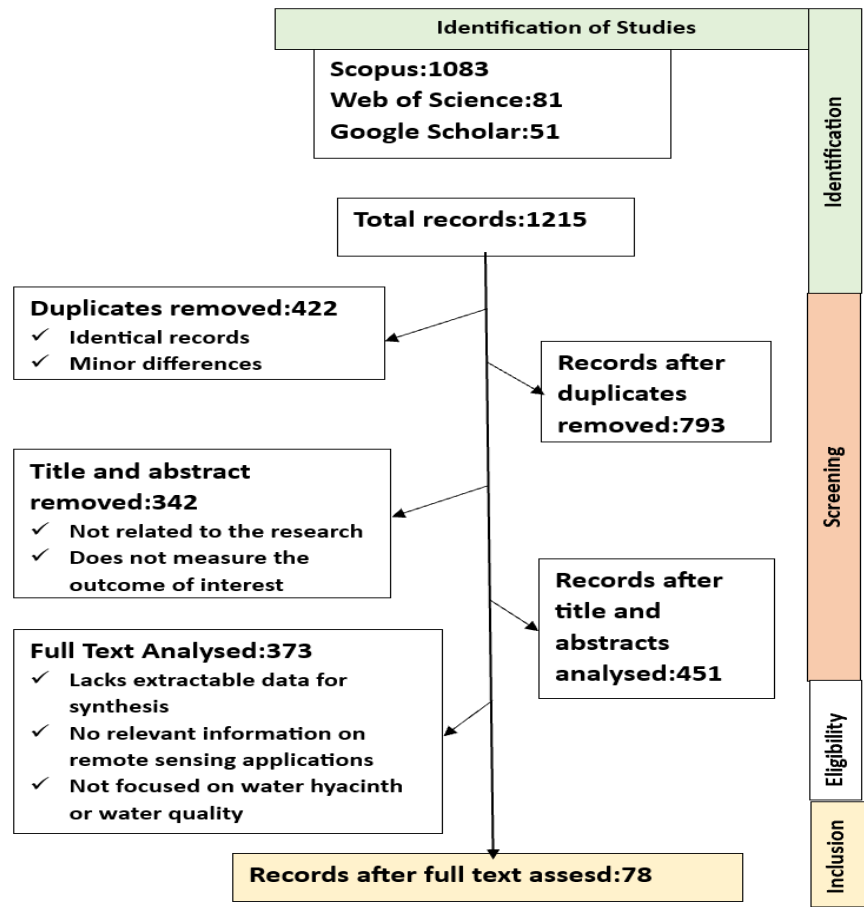 Identification of Studies
Scopus:1083
Web of Science:81
Google Scholar:51
Identification
Total records:1215
Duplicates removed:422
✓ Identical records
✓ Minor differences
Records after
duplicates
removed:793
Screening
Title and abstract
removed:342
✓ Not related to the research
✓ Does not measure the
outcome of interest
Records after
title and
abstracts
analysed:451
Full Text Analysed:373
✓ Lacks extractable data for
synthesis
✓ No relevant information on
remote sensing applications
✓ Not focused on water hyacinth
or water quality
Eligibility
Inclusion
Records after full text assesd:78